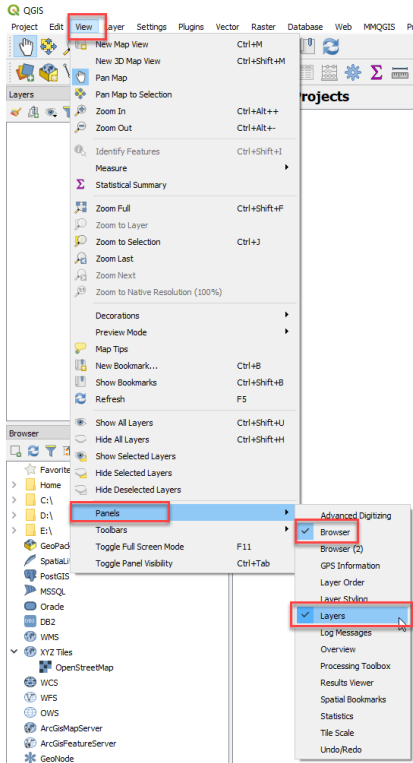 QGIS
Project Edit View Layer Settings Plugins Vector Raster Database Web MMQGIS
New Map View Ctrl+M
New 3D Map View Ctrl+Shift+M
Pan Map
Layers
Projects
Pan Map to Selection
Zoom In Ctrl+Alt++
Zoom Out Ctrl+Alt+-
Identify Features Ctrl+Shift+I
Measure
Statistical Summary
Zoom Full Ctrl+Shift+F
Zoom to Layer
Zoom to Selection Ctrl+J
Zoom Last
Zoom Next
Zoom to Native Resolution (100%)
Decorations
Preview Mode
Map Tips
New Bookmark... Ctrl+B
Show Bookmarks Ctrl+Shift+B
Refresh F5
Show All Layers Ctrl+Shift+U
Hide All Layers Ctrl+Shift+H
Show Selected Layers
Hide Selected Layers
Hide Deselected Layers
Panels
Toolbars
Toggle Full Screen Mode F11
Toggle Panel Visibility Ctrl+Tab
Browser
Favorite
Home
C:\
D:\
E:\
GeoPack
SpatiaLi
PostGIS
MSSQL
Oracle
DB2
WMS
XYZ Tiles
OpenStreetMap
WCS
WFS
OWS
ArcGisMapServer
ArcGisFeatureServer
GeoNode
Advanced Digitizing
Browser
Browser (2)
GPS Information
Layer Order
Layer Styling
Layers
Log Messages
Overview
Processing Toolbox
Results Viewer
Spatial Bookmarks
Statistics
Tile Scale
Undo/Redo